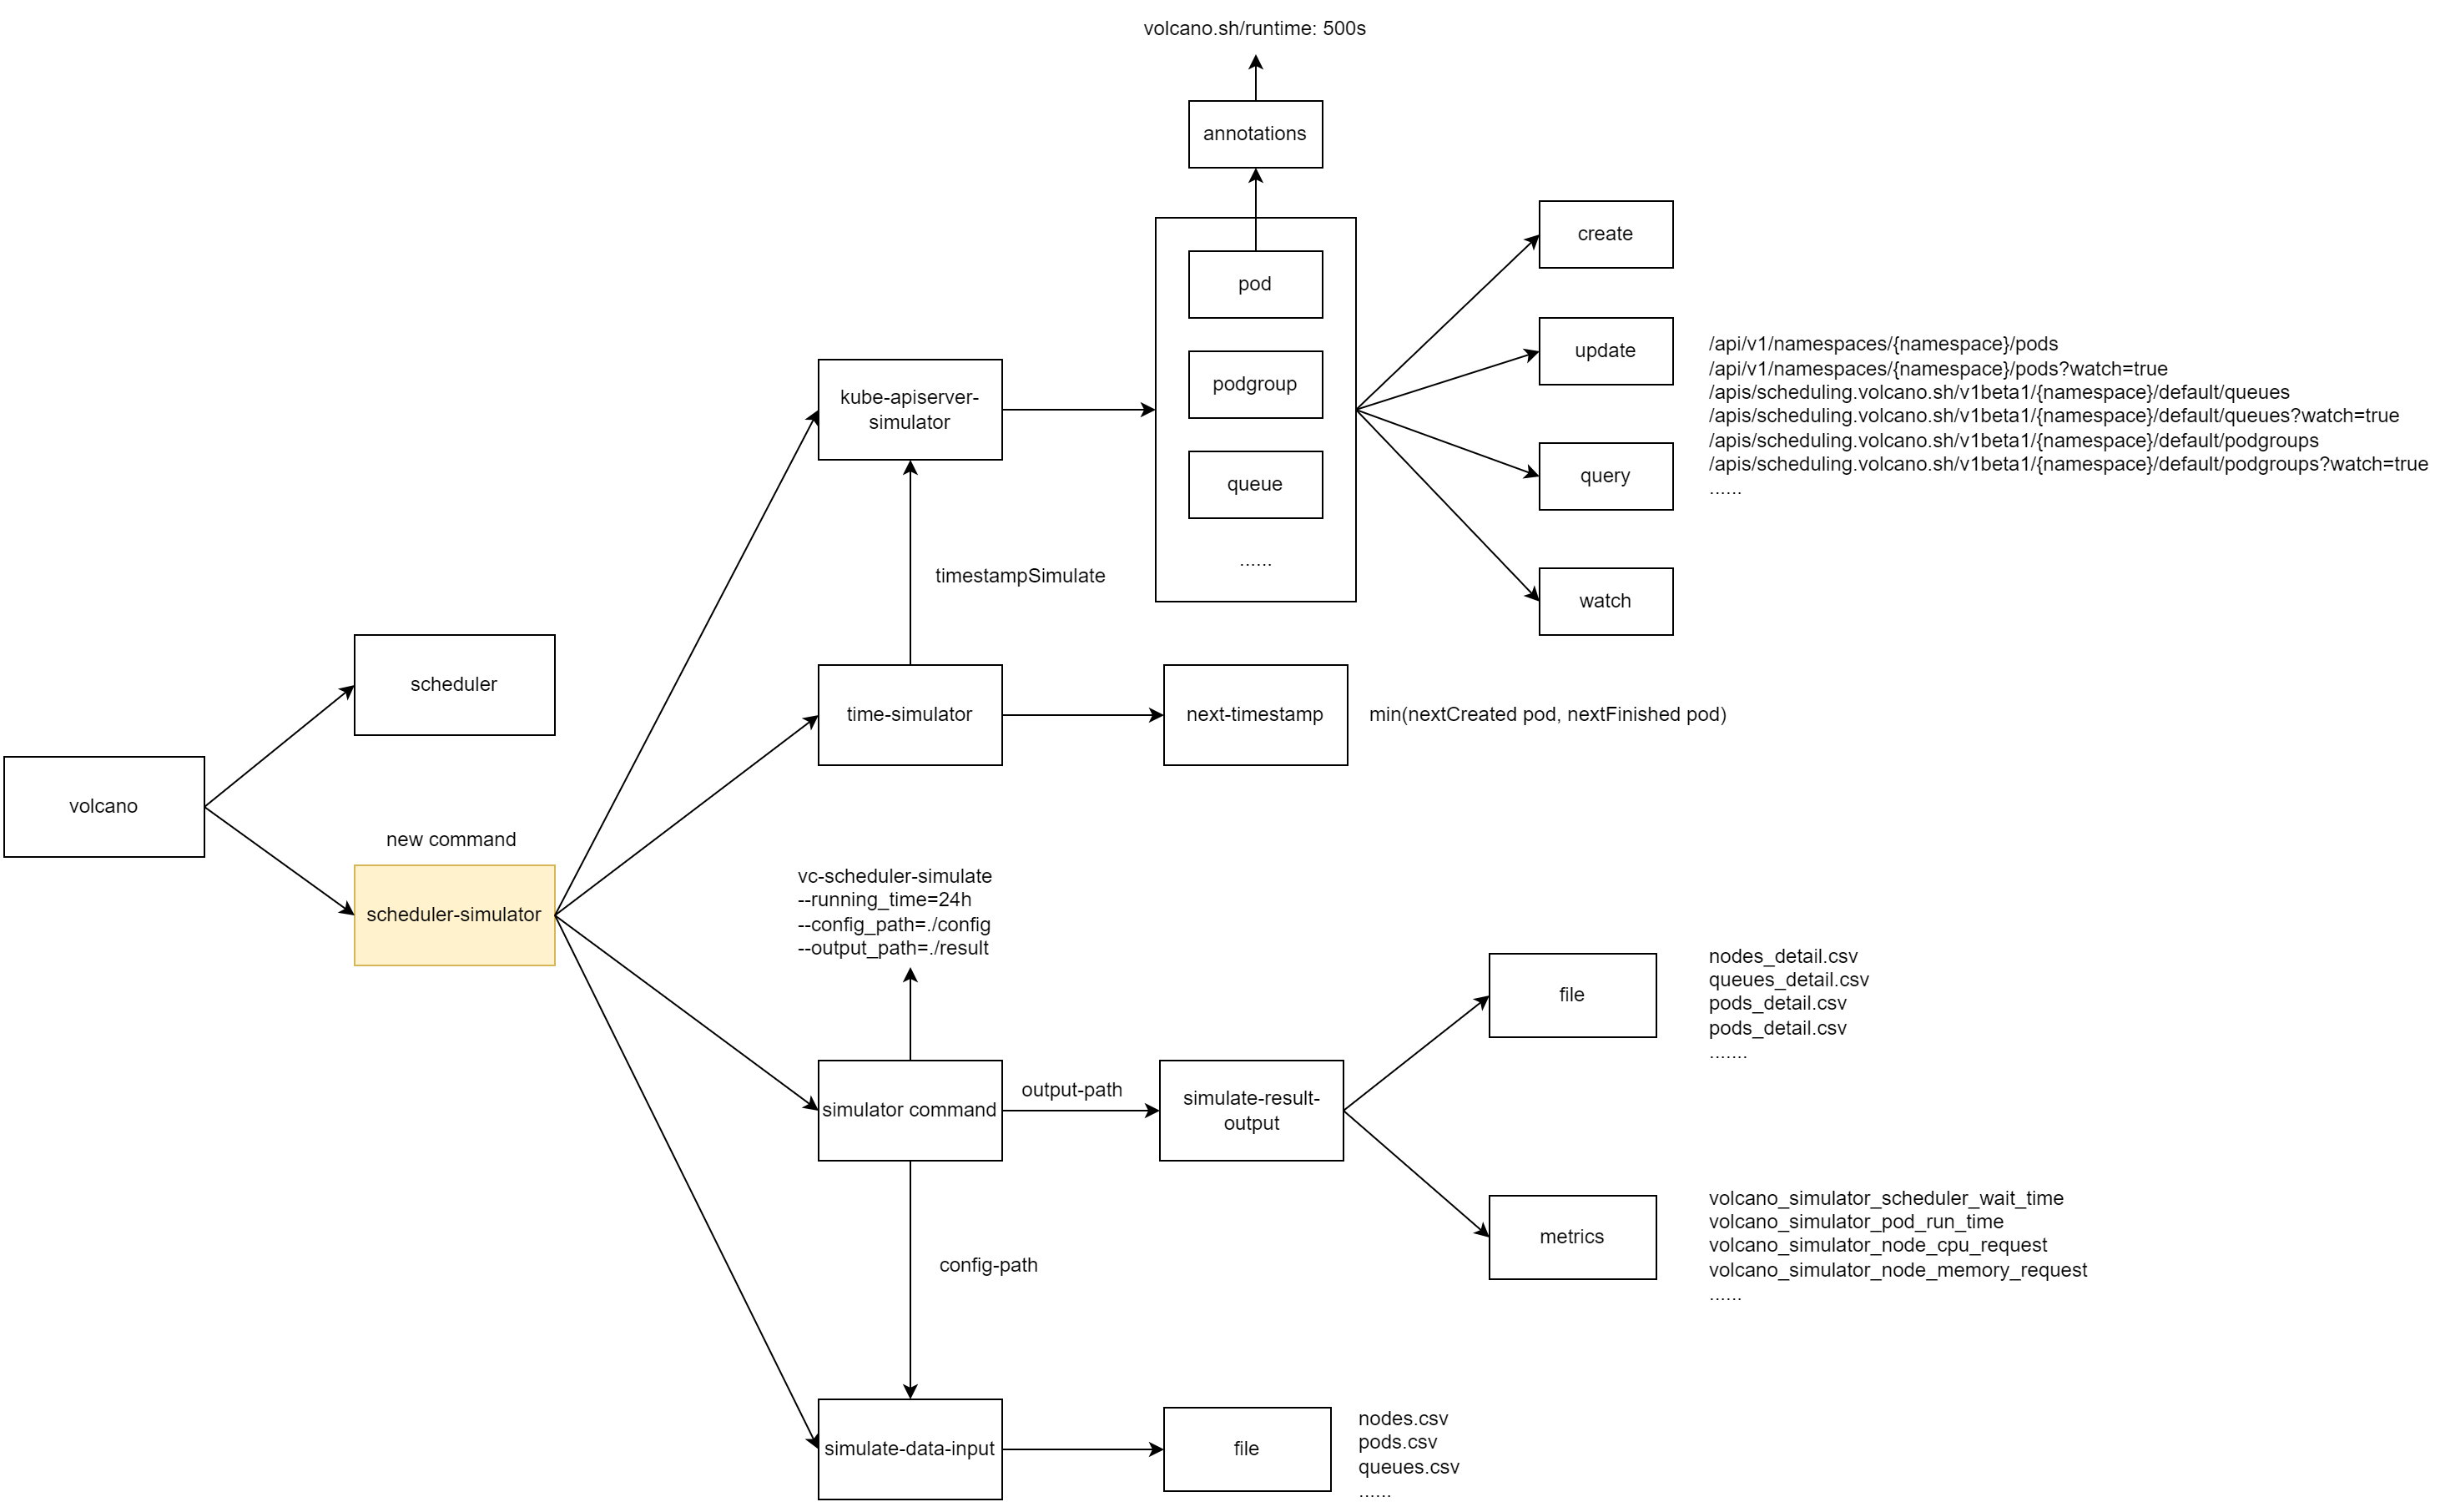 volcano.sh/runtime: 500s
annotations
pod
podgroup
queue
......
create
update
query
watch
/api/v1/namespaces/{namespace}/pods
/api/v1/namespaces/{namespace}/pods?watch=true
/apis/scheduling.volcano.sh/v1beta1/{namespace}/default/queues
/apis/scheduling.volcano.sh/v1beta1/{namespace}/default/queues?watch=true
/apis/scheduling.volcano.sh/v1beta1/{namespace}/default/podgroups
/apis/scheduling.volcano.sh/v1beta1/{namespace}/default/podgroups?watch=true
......
kube-apiserver-
simulator
timestampSimulate
scheduler
time-simulator
next-timestamp
min(nextCreated pod, nextFinished pod)
volcano
new command
scheduler-simulator
vc-scheduler-simulate
--running_time=24h
--config_path=./config
--output_path=./result
simulator command
output-path
simulate-result-
output
file
nodes_detail.csv
queues_detail.csv
pods_detail.csv
pods_detail.csv
.......
metrics
volcano_simulator_scheduler_wait_time
volcano_simulator_pod_run_time
volcano_simulator_node_cpu_request
volcano_simulator_node_memory_request
......
config-path
simulate-data-input
file
nodes.csv
pods.csv
queues.csv
......